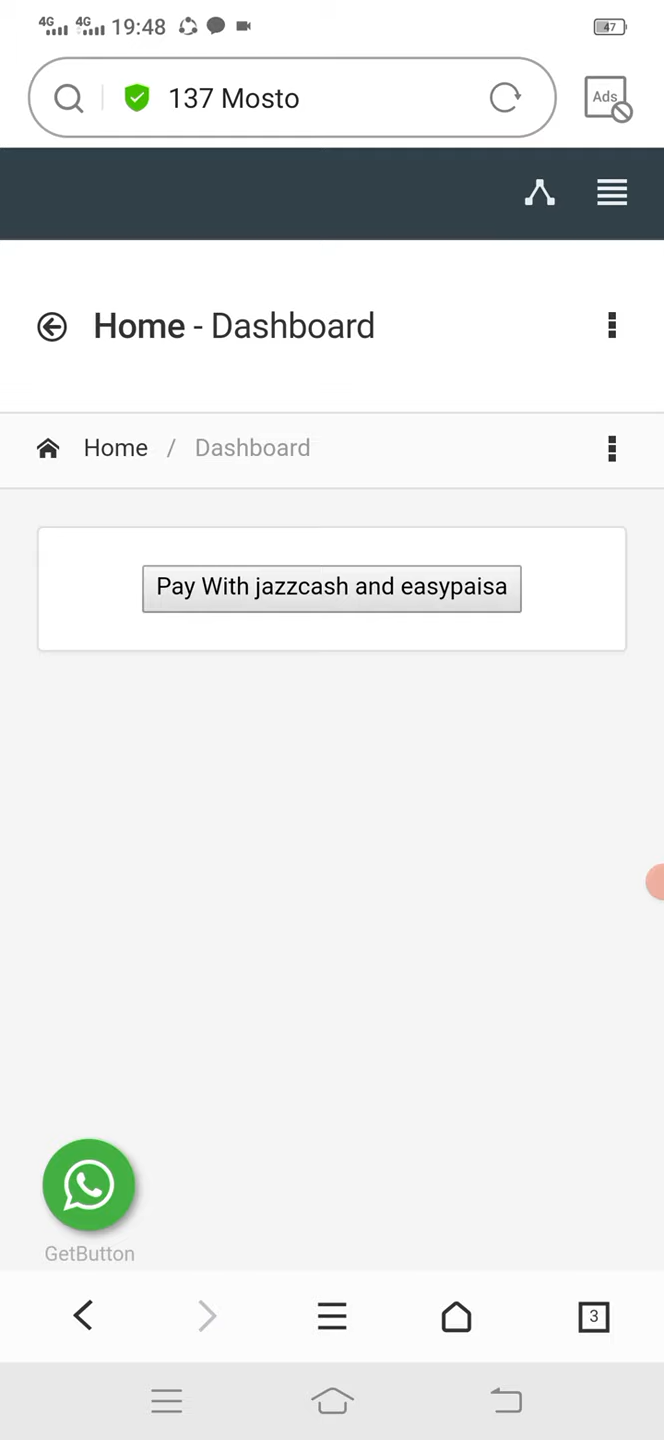 4G 4G 19:48 47
137 Mosto Ads
Home - Dashboard
Home / Dashboard
Pay With jazzcash and easypaisa
GetButton
3